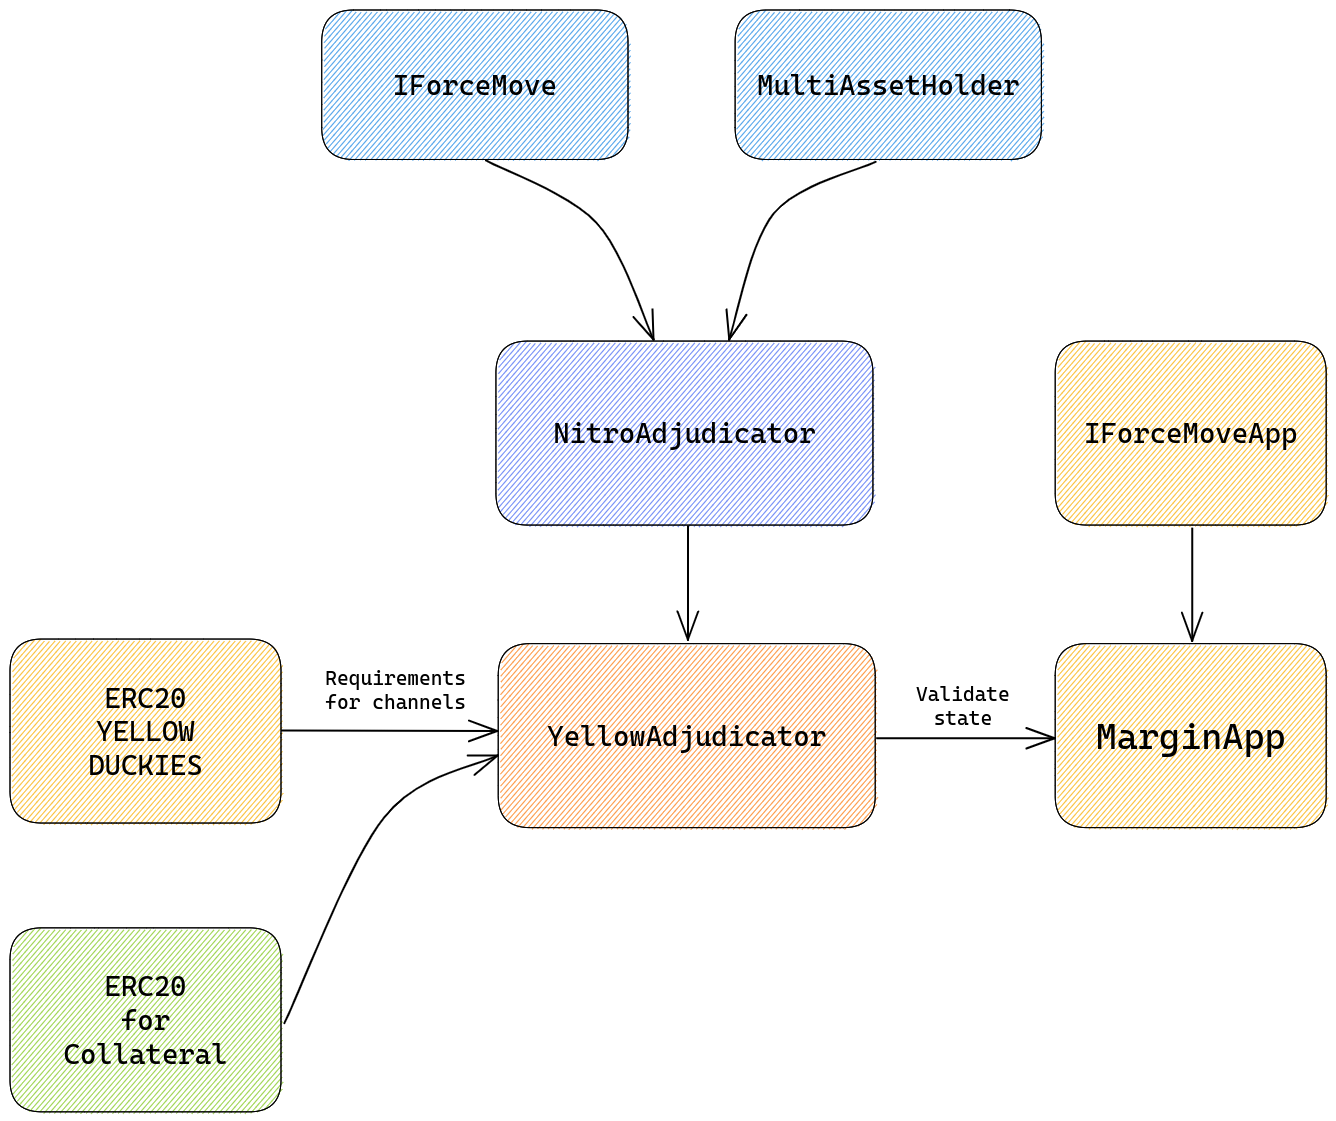 IForceMove
MultiAssetHolder
NitroAdjudicator
IForceMoveApp
ERC20
YELLOW
DUCKIES
Requirements
for channels
YellowAdjudicator
Validate
state
MarginApp
ERC20
for
Collateral